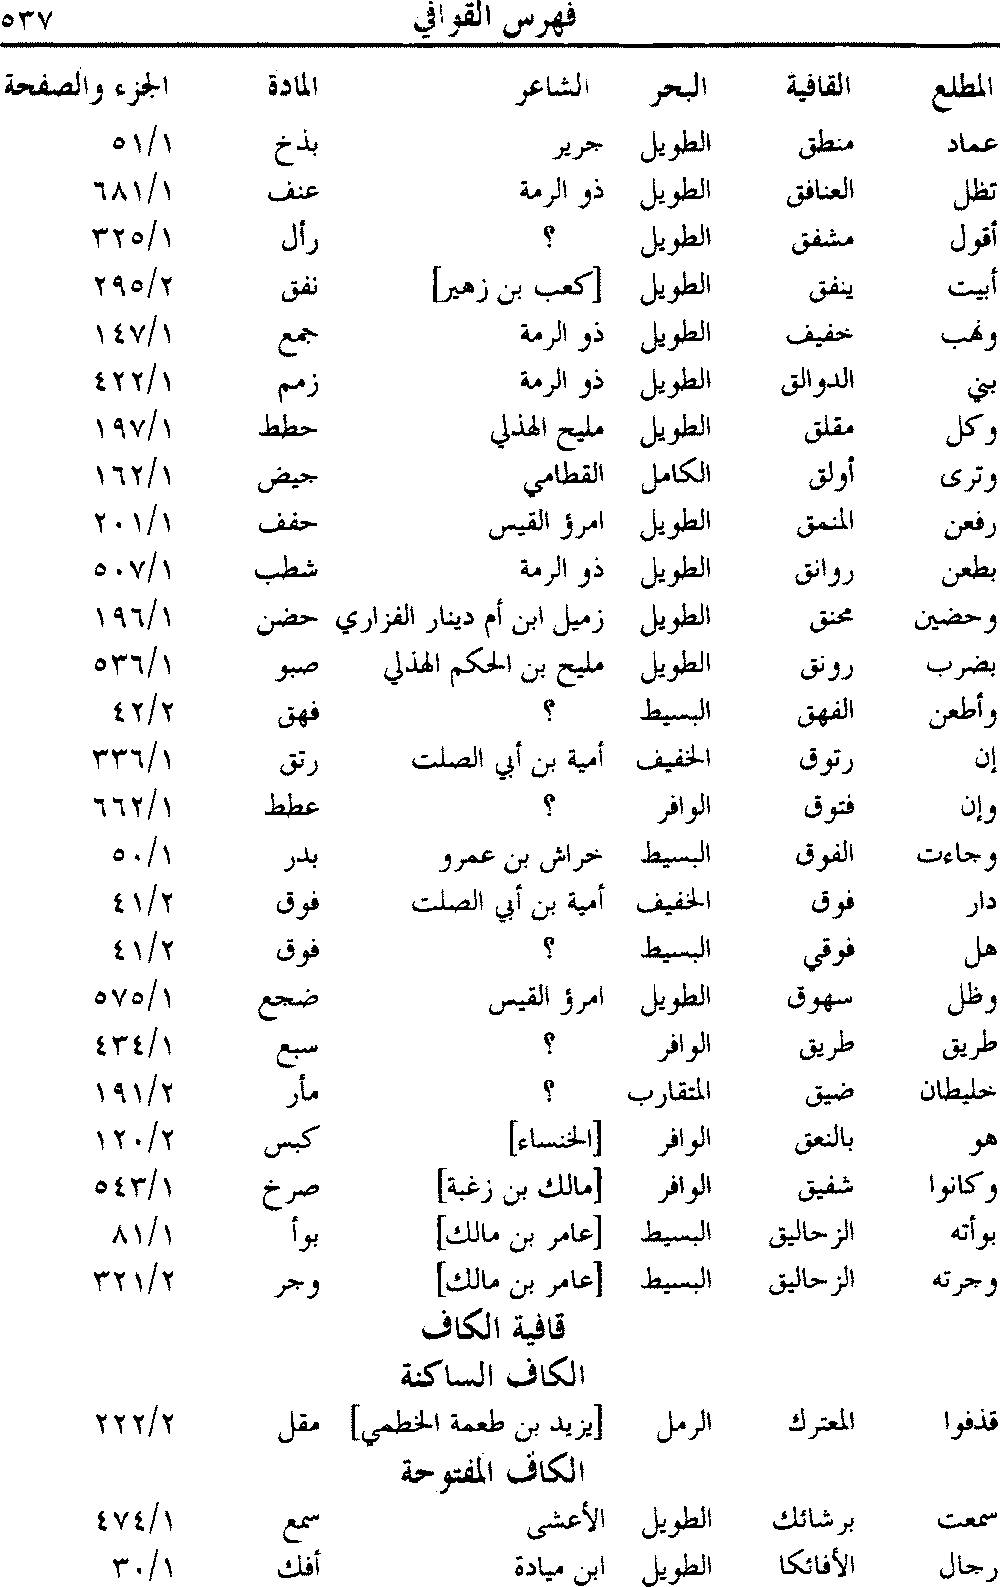 فهرس القوافي ٥٣٧
المطلع القافية البحر الشاعر المادة الجزء والصفحة
عماد منطق الطويل جرير بذخ ٥١/١
تظل العنافق الطويل ذو الرمة عنف ٦٨١/١
أقول مشفق الطويل ؟ رأل ٣٢٥/١
أبيت ينفق الطويل [كعب بن زهير] نفق ٢٩٥/٢
ونهب خفيف الطويل ذو الرمة جمع ١٤٧/١
بني الدوالق الطويل ذو الرمة زمم ٤٢٢/١
وكل مقلق الطويل مليح الهذلي حطط ١٩٧/١
وترى أولق الكامل القطامي جيض ١٦٢/١
رفعن المنمق الطويل امرؤ القيس حفف ٢٠١/١
بطعن روانق الطويل ذو الرمة شطب ٥٠٧/١
وحضين محنق الطويل زميل ابن أم دينار الفزاري حضن ١٩٦/١
بضرب رونق الطويل مليح بن الحكم الهذلي صبو ٥٣٦/١
وأطعن الفهق البسيط ؟ فهق ٤٢/٢
إن رتوق الخفيف أمية بن أبي الصلت رتق ٣٣٦/١
وإن فتوق الوافر ؟ عطط ٦٦٢/١
وجاءت الفوق البسيط خراش بن عمرو بدر ٥٠/١
دار فوق الخفيف أمية بن أبي الصلت فوق ٤١/٢
هل فوقي البسيط ؟ فوق ٤١/٢
وظل سهوق الطويل امرؤ القيس ضجع ٥٧٥/١
طريق طريق الوافر ؟ سبع ٤٣٤/١
خليطان ضيق المتقارب ؟ مأر ١٩١/٢
هو بالنعق الوافر [الخنساء] كبس ١٢٠/٢
وكانوا شفيق الوافر [مالك بن زغبة] صرخ ٥٤٣/١
بوأته الزحاليق البسيط [عامر بن مالك] بوأ ٨١/١
وجرته الزحاليق البسيط [عامر بن مالك] وجر ٣٢١/٢
قافية الكاف
الكاف الساكنة
قذفوا المعترك الرمل [يزيد بن طعمة الخطمي] مقل ٢٢٢/٢
الكاف المفتوحة
سمعت برشائك الطويل الأعشى سمع ٤٧٤/١
رجال الأفائكا الطويل ابن ميادة أفك ٣٠/١